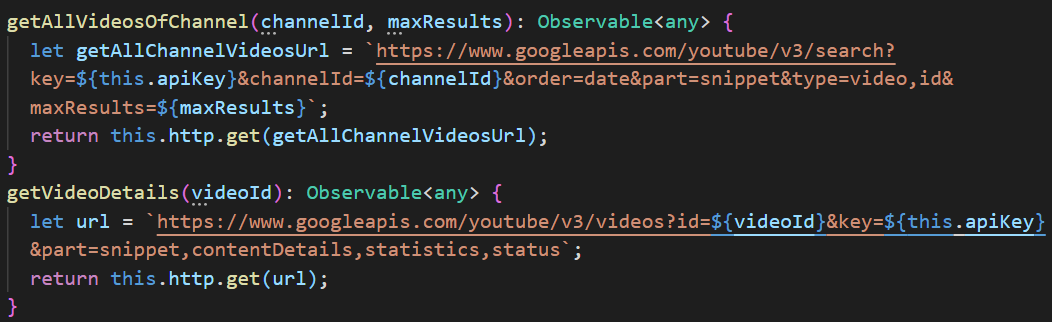 getAllVideosOfChannel(channelId, maxResults): Observable<any> {
let getAllChannelVideosUrl = `https://www.googleapis.com/youtube/v3/search?
key=${this.apiKey}&channelId=${channelId}&order=date&part=snippet&type=video,id&
maxResults=${maxResults}`;
return this.http.get(getAllChannelVideosUrl);
}
getVideoDetails(videoId): Observable<any> {
let url = `https://www.googleapis.com/youtube/v3/videos?id=${videoId}&key=${this.apiKey}
&part=snippet,contentDetails,statistics,status`;
return this.http.get(url);
}